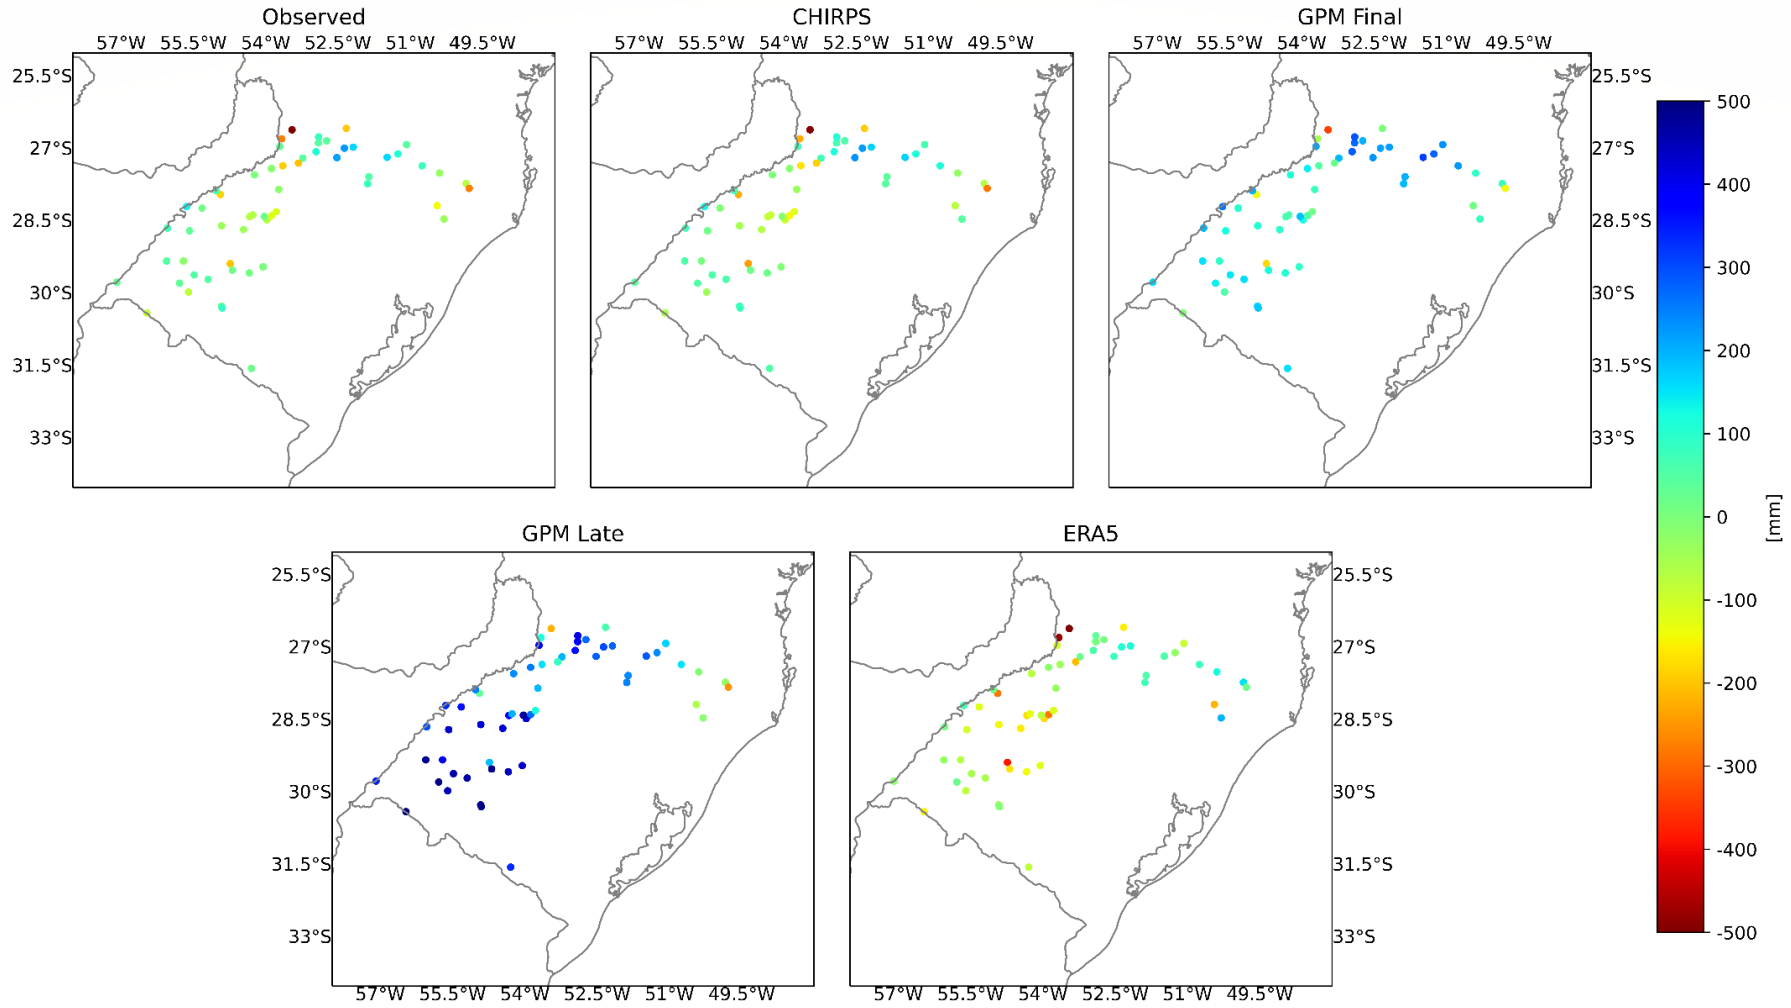 Observed CHIRPS GPM Final
57°W 55.5°W 54°W 52.5°W 51°W 49.5°W 57°W 55.5°W 54°W 52.5°W 51°W 49.5°W 57°W 55.5°W 54°W 52.5°W 51°W 49.5°W
25.5°S 25.5°S
27°S 27°S
28.5°S 28.5°S
30°S 30°S
31.5°S 31.5°S
33°S 33°S
GPM Late ERA5
25.5°S 25.5°S
27°S 27°S
28.5°S 28.5°S
30°S 30°S
31.5°S 31.5°S
33°S 33°S
57°W 55.5°W 54°W 52.5°W 51°W 49.5°W 57°W 55.5°W 54°W 52.5°W 51°W 49.5°W
500
400
300
200
100
0
-100
-200
-300
-400
-500
[mm]